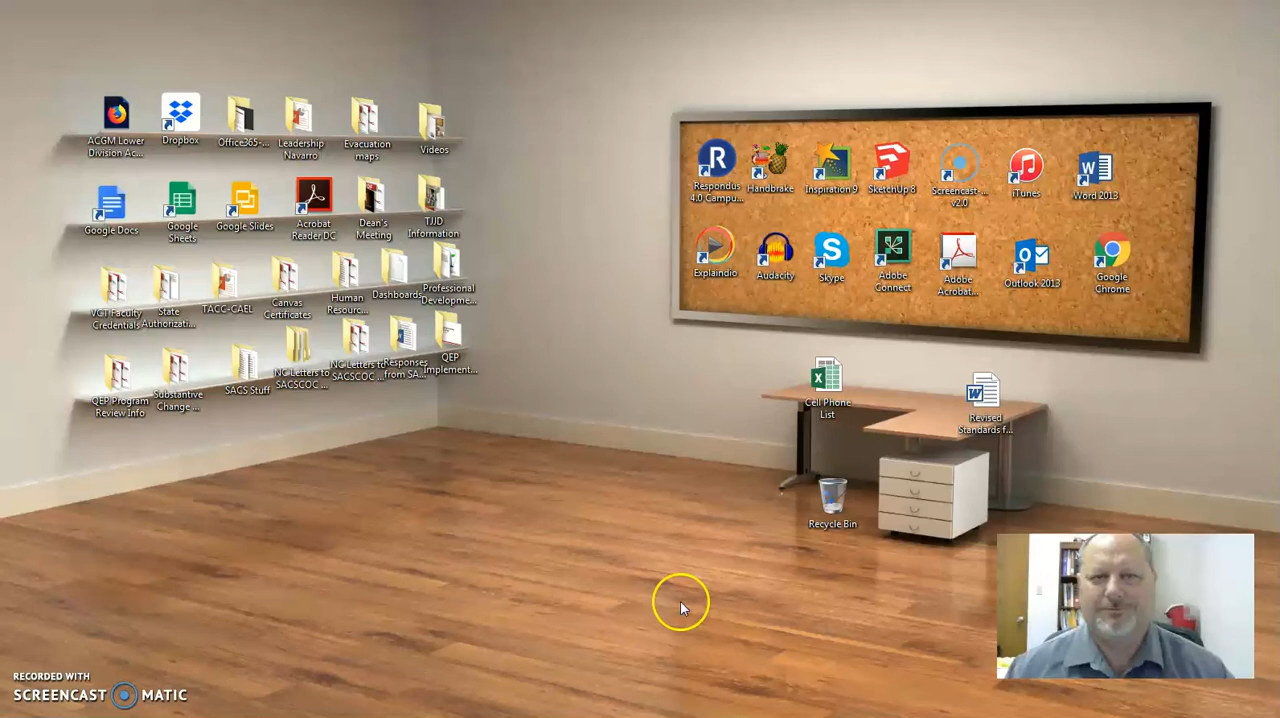 ACGM Lower
Division Ac...
Dropbox
Office365-...
Leadership
Navarro
Evacuation
maps
Videos
Google Docs
Google
Sheets
Google Slides
Acrobat
Reader DC
Dean's
Meeting
TJJD
Information
VCT Faculty
Credentials
State
Authorizati...
TACC-CAEL
Canvas
Certificates
Human
Resourc...
Dashboards
Professional
Developme...
QEP Program
Review Info
Substantive
Change ...
SACS Stuff
NC Letters to
SACSCOC ...
NC Letters to
SACSCOC ...
Responses
from SA...
QEP
Implement...
R
Respondus
4.0 Campu...
Handbrake
Inspiration 9
SketchUp 8
Screencast-...
v2.0
iTunes
Word 2013
Explaindio
Audacity
Skype
Adobe
Connect
Adobe
Acrobat...
Outlook 2013
Google
Chrome
Cell Phone
List
Revised
Standards f...
Recycle Bin
RECORDED WITH
SCREENCAST MATIC